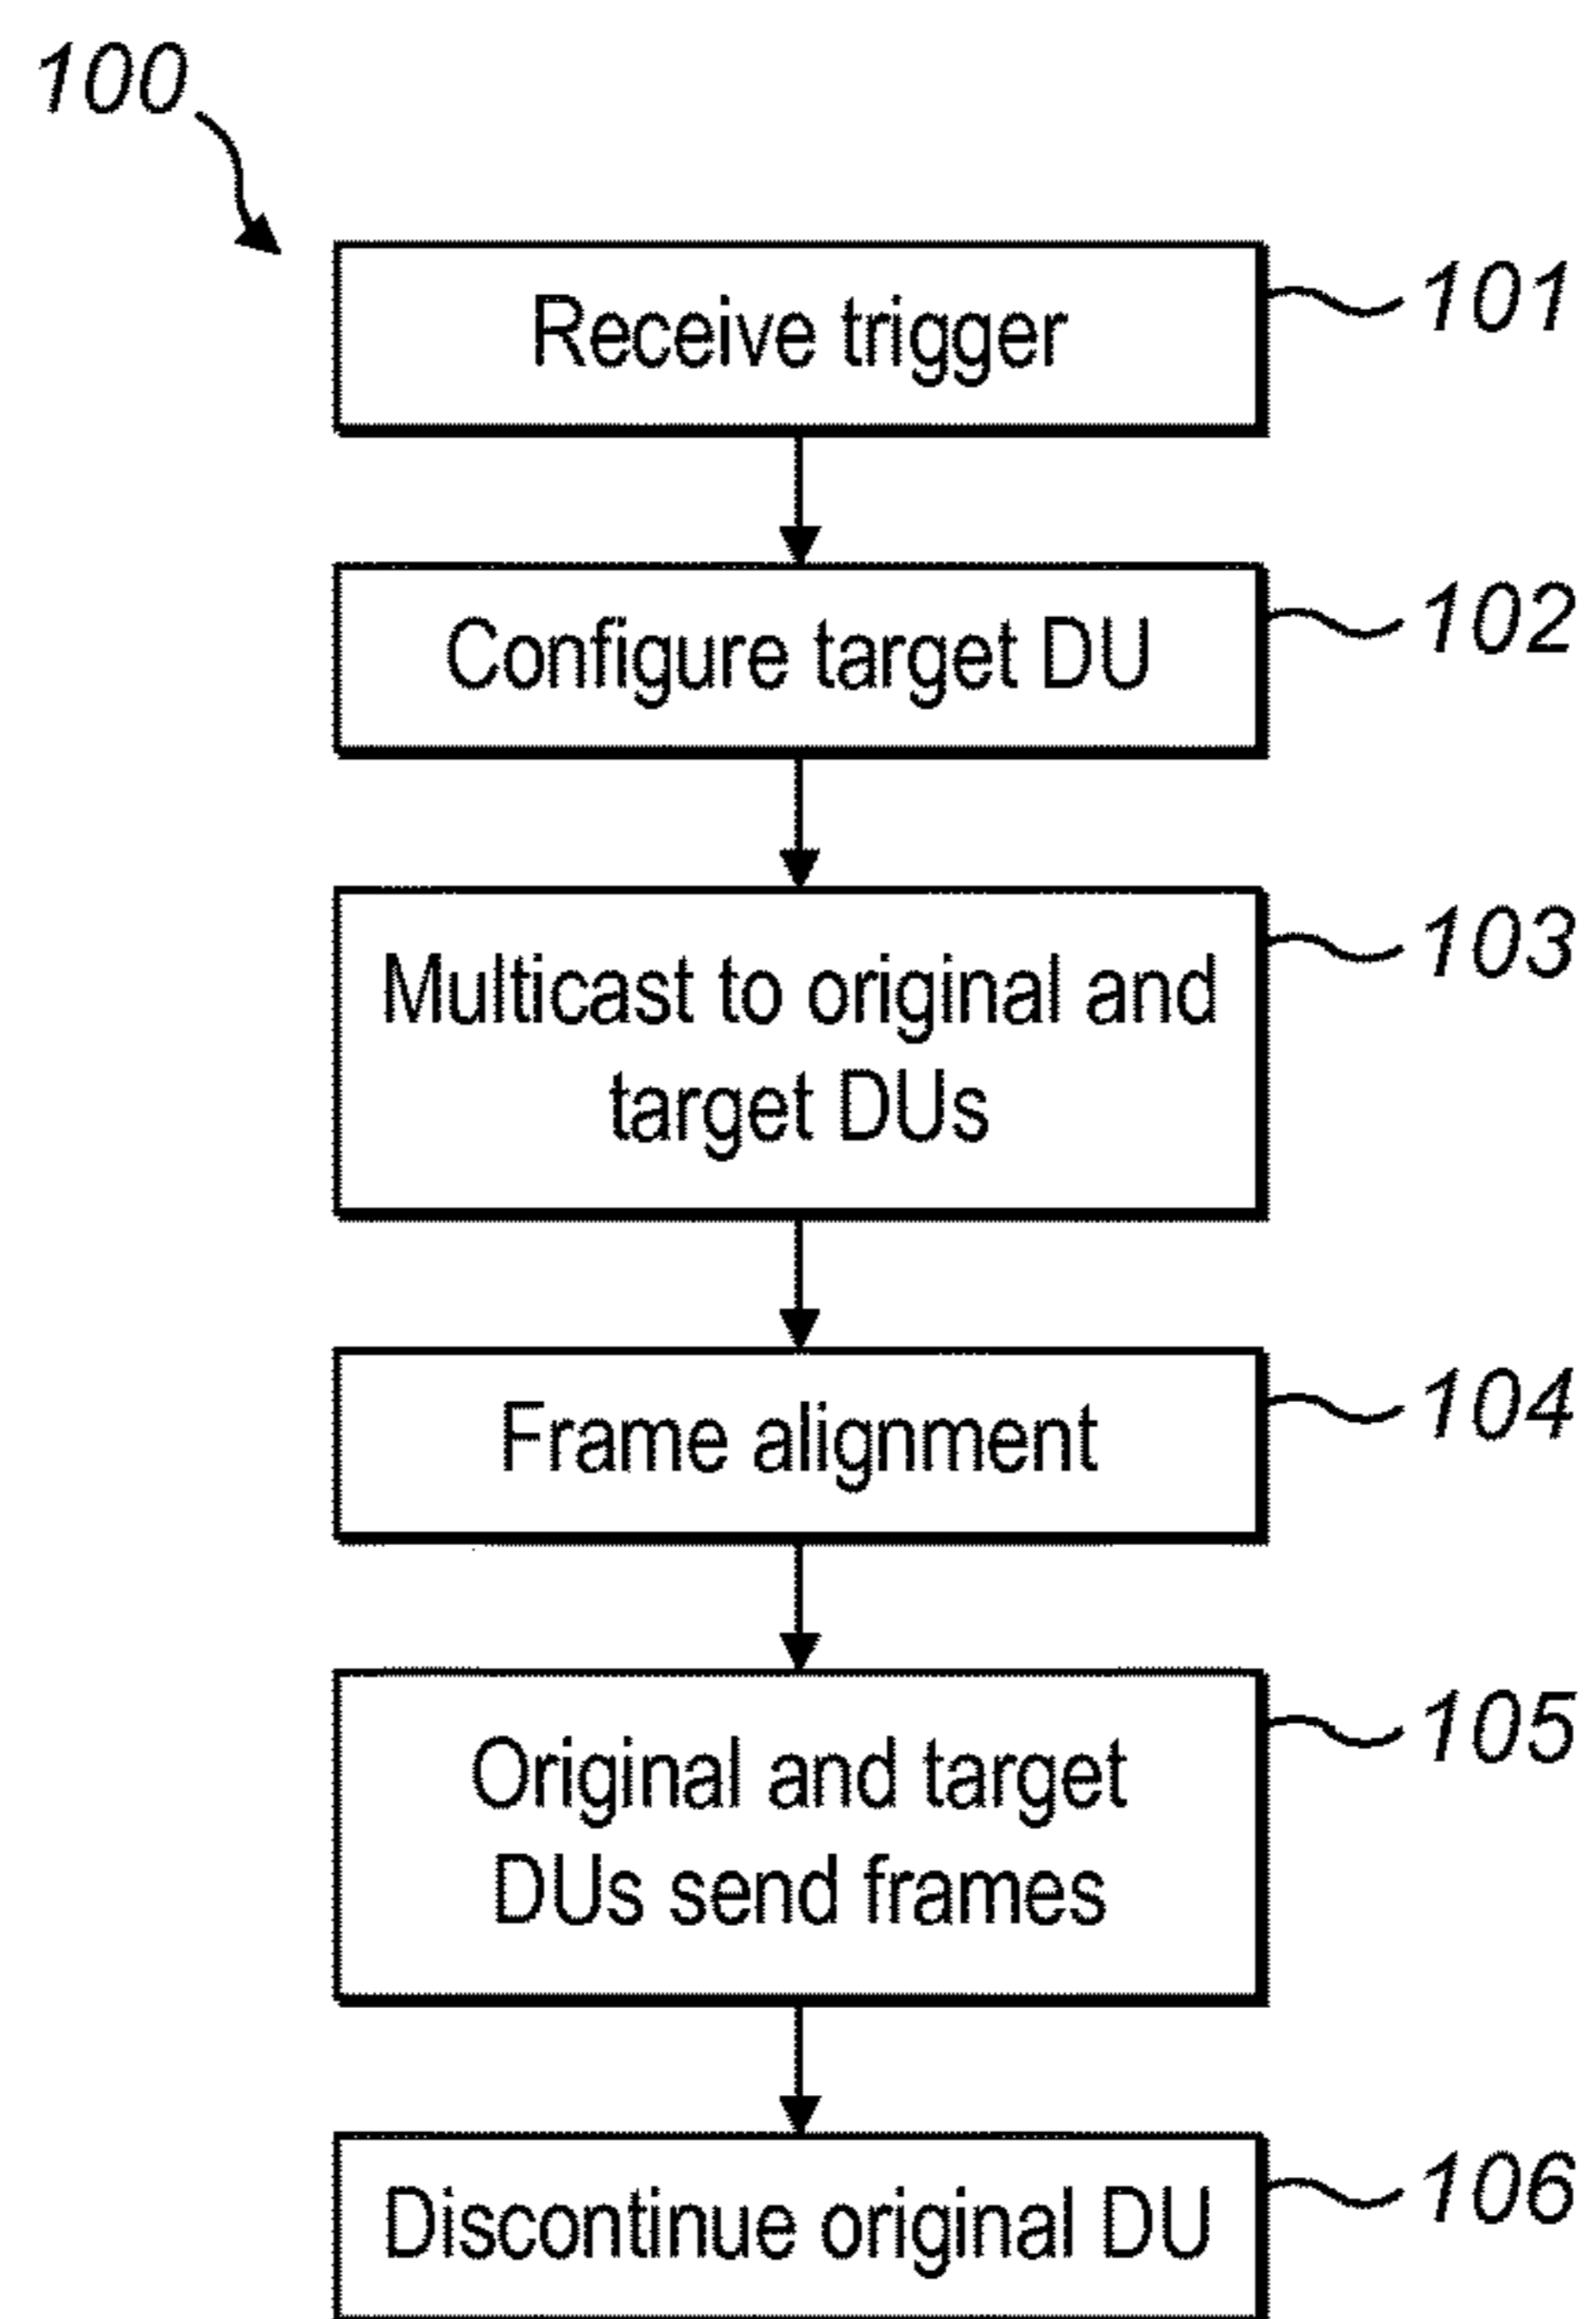 100
Receive trigger
101
Configure target DU
102
Multicast to original and
target DUs
103
Frame alignment
104
Original and target
DUs send frames
105
Discontinue original DU
106